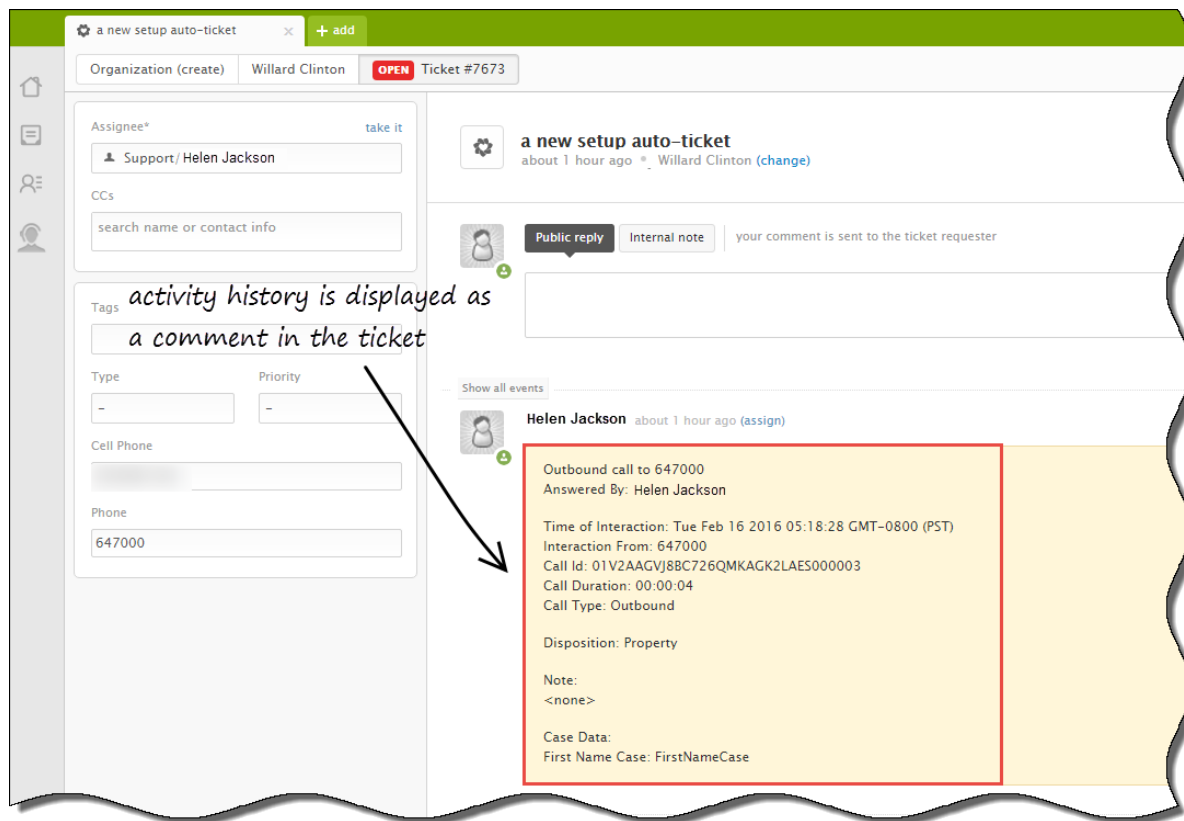 a new setup auto-ticket × + add
Organization (create) Willard Clinton OPEN Ticket #7673
Assignee* take it
Support/Helen Jackson
CCs
search name or contact info
Tags
Type Priority
- -
Cell Phone
Phone
647000
activity history is displayed as
a comment in the ticket
a new setup auto-ticket
about 1 hour ago Willard Clinton (change)
Public reply Internal note your comment is sent to the ticket requester
Show all events
Helen Jackson about 1 hour ago (assign)
Outbound call to 647000
Answered By: Helen Jackson
Time of Interaction: Tue Feb 16 2016 05:18:28 GMT-0800 (PST)
Interaction From: 647000
Call Id: 01V2AAGVJ8BC726QMKAGK2LAES000003
Call Duration: 00:00:04
Call Type: Outbound
Disposition: Property
Note:
<none>
Case Data:
First Name Case: FirstNameCase